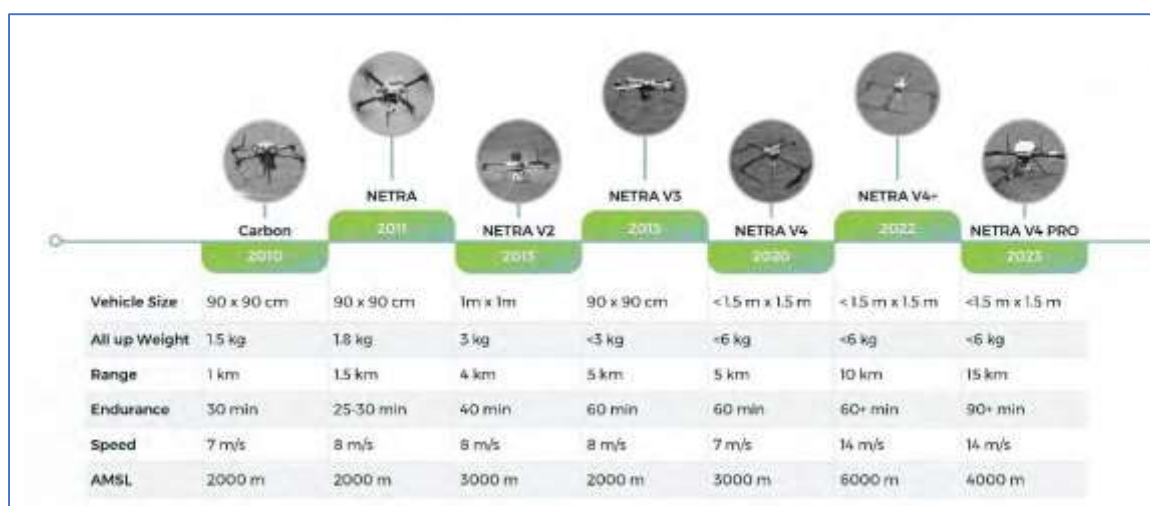 NETRA NETRA V3 NETRA V4+
2011 2015 2022
Carbon NETRA V2 NETRA V4 NETRA V4 PRO
2010 2013 2020 2023
Vehicle Size 90 x 90 cm 90 x 90 cm 1m x 1m 90 x 90 cm <1.5 m x 1.5 m <1.5 m x 1.5 m <1.5 m x 1.5 m
All up Weight 1.5 kg 1.8 kg 3 kg <3 kg <6 kg <6 kg <6 kg
Range 1 km 1.5 km 4 km 5 km 5 km 10 km 15 km
Endurance 30 min 25-30 min 40 min 60 min 60 min 60+ min 90+ min
Speed 7 m/s 8 m/s 8 m/s 8 m/s 7 m/s 14 m/s 14 m/s
AMSL 2000 m 2000 m 3000 m 2000 m 3000 m 6000 m 4000 m